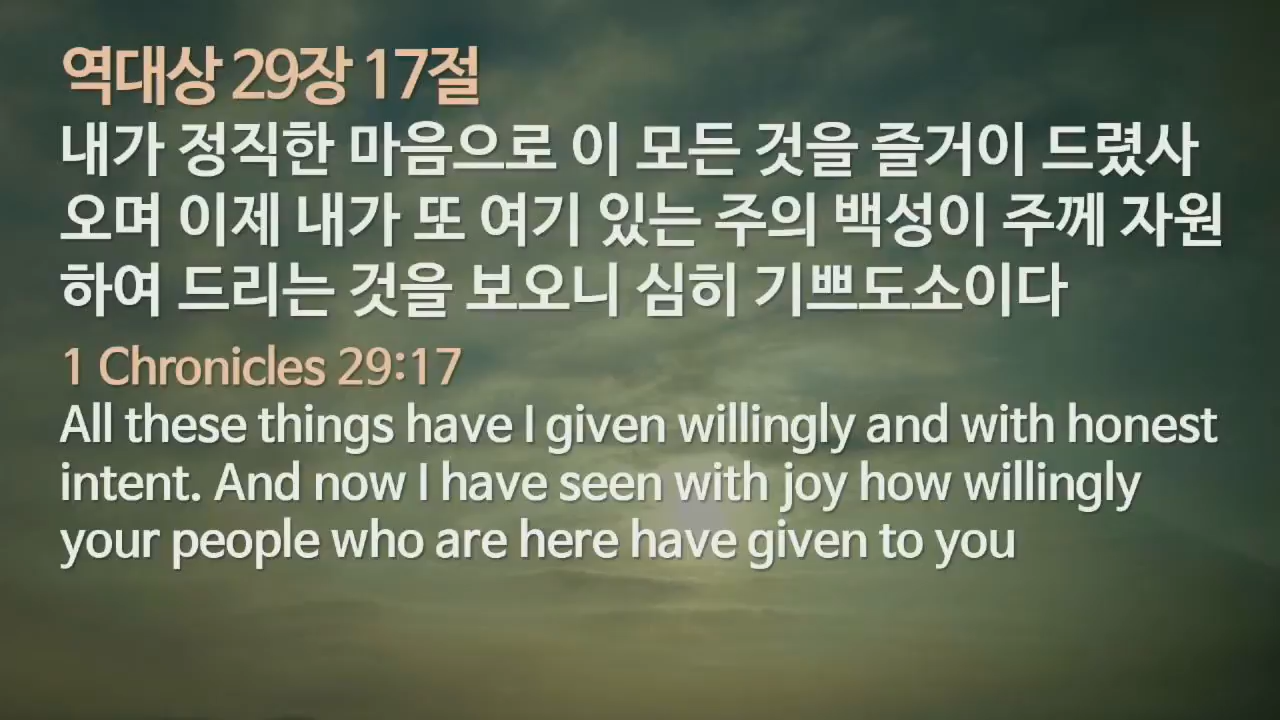 역대상 29장 17절
내가 정직한 마음으로 이 모든 것을 즐거이 드렸사
오며 이제 내가 또 여기 있는 주의 백성이 주께 자원
하여 드리는 것을 보오니 심히 기쁘도소이다
1 Chronicles 29:17
All these things have I given willingly and with honest
intent. And now I have seen with joy how willingly
your people who are here have given to you